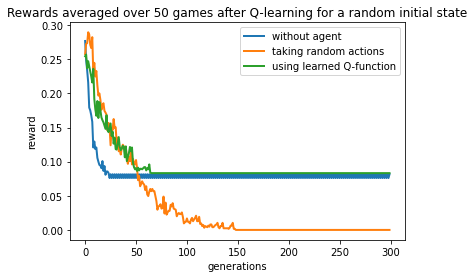 Rewards averaged over 50 games after Q-learning for a random initial state
0.30
0.25
0.20
0.15
0.10
0.05
0.00
reward
without agent
taking random actions
using learned Q-function
0 50 100 150 200 250 300
generations